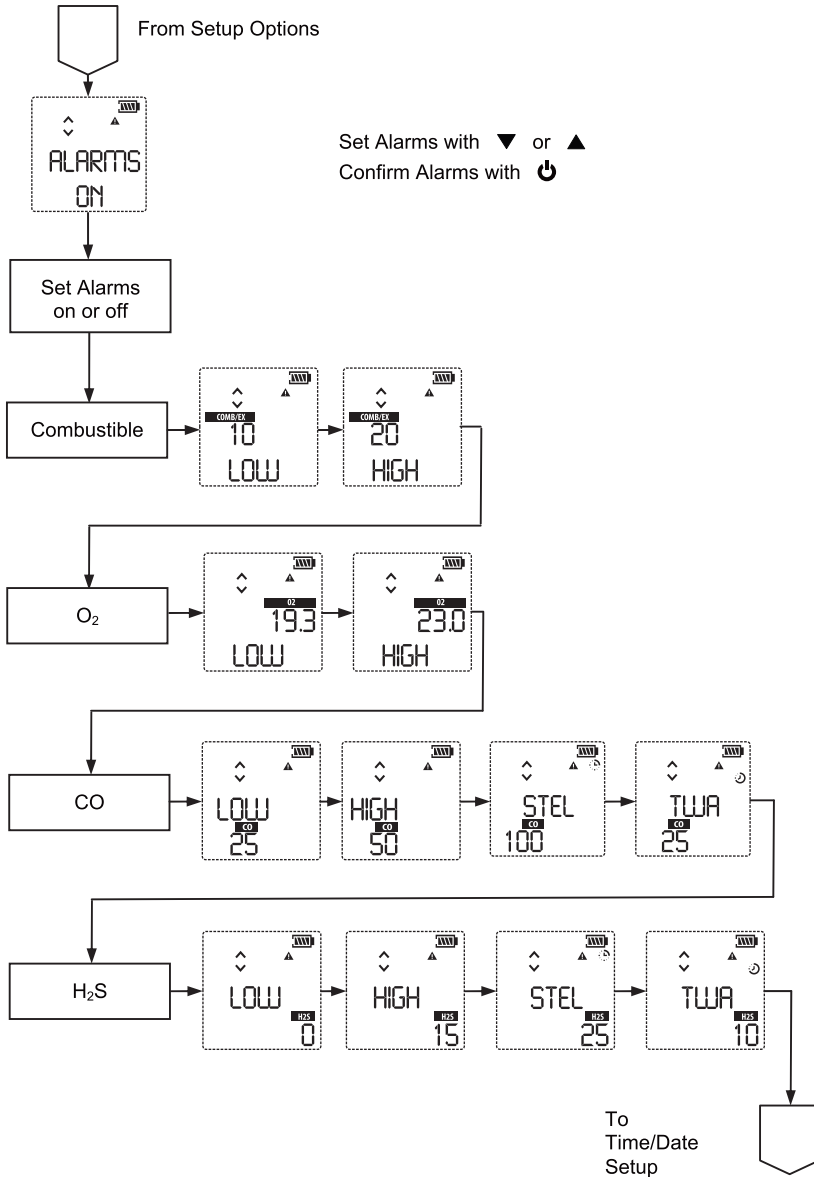 From Setup Options
ALARMS
ON
Set Alarms with ▼ or ▲
Confirm Alarms with ⏻
Set Alarms
on or off
Combustible
COMB/EX
10
LOW
COMB/EX
20
HIGH
O₂
O2
19.3
LOW
O2
23.0
HIGH
CO
LOW
CO
25
HIGH
CO
50
STEL
CO
100
TWA
CO
25
H₂S
LOW
H2S
0
HIGH
H2S
15
STEL
H2S
25
TWA
H2S
10
To
Time/Date
Setup